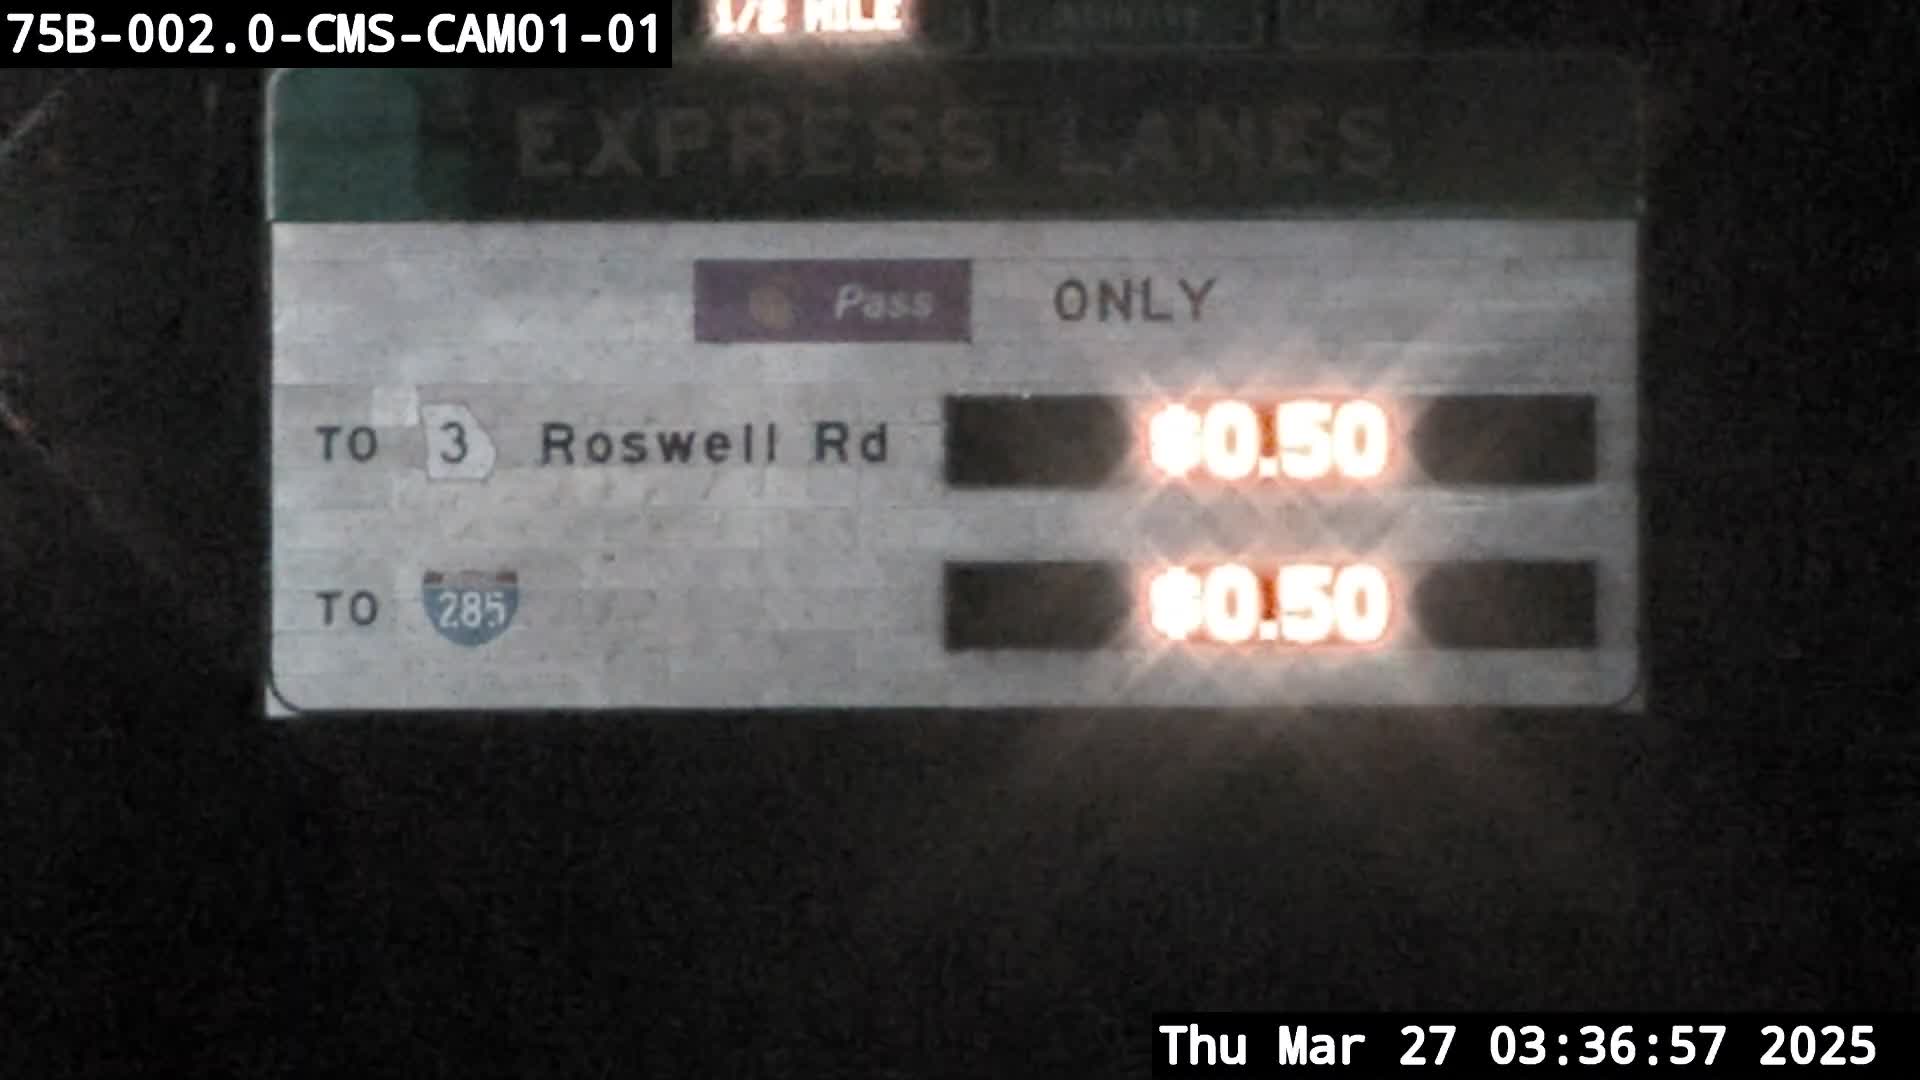 75B-002.0-CMS-CAM01-01
1/2 MILE
EXPRESS LANES
Pass ONLY
TO 3 Roswell Rd $0.50
TO 285 $0.50
Thu Mar 27 03:36:57 2025